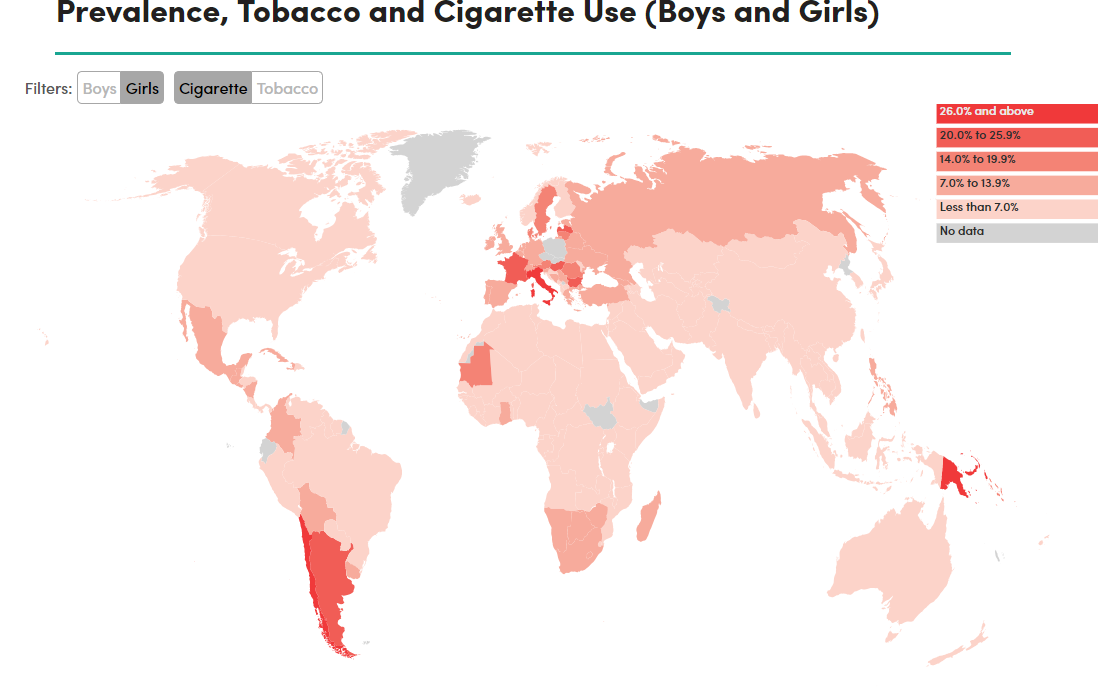 Prevalence, Tobacco and Cigarette Use (Boys and Girls)
Filters: Boys Girls Cigarette Tobacco
26.0% and above
20.0% to 25.9%
14.0% to 19.9%
7.0% to 13.9%
Less than 7.0%
No data